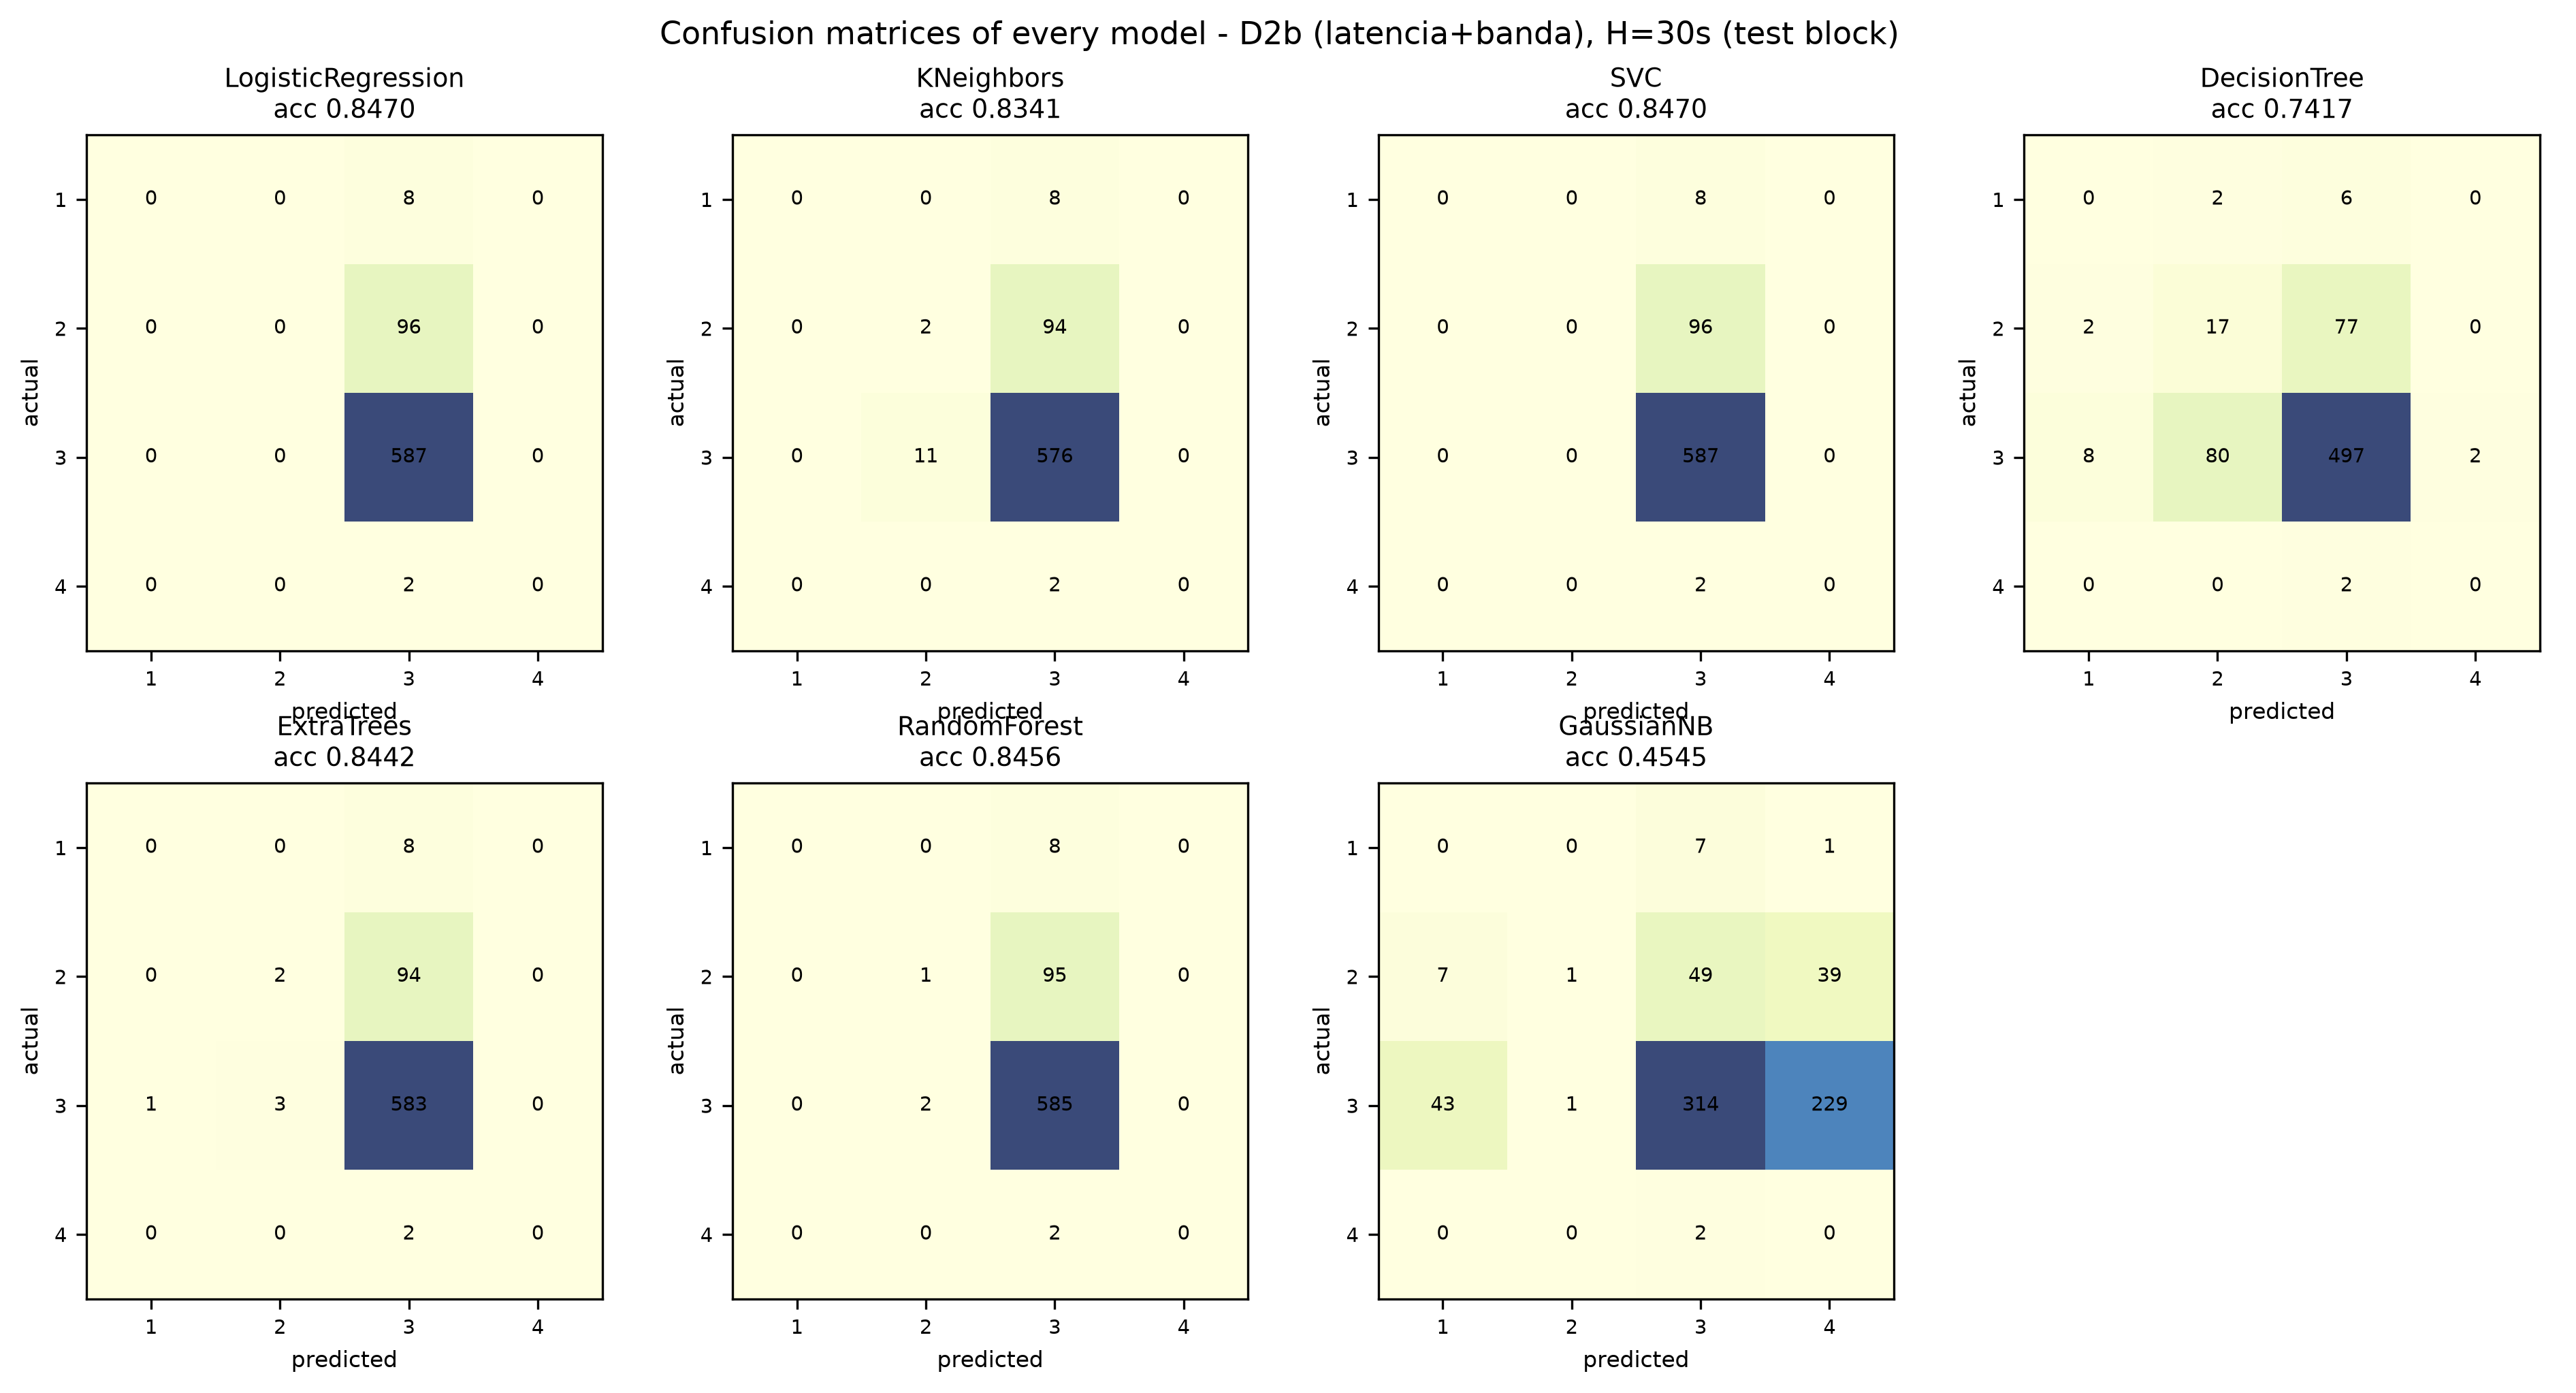 Confusion matrices of every model - D2b (latencia+banda), H=30s (test block)
LogisticRegression
acc 0.8470
actual
1 0 0 8 0
2 0 0 96 0
3 0 0 587 0
4 0 0 2 0
1 2 3 4
predicted
KNeighbors
acc 0.8341
actual
1 0 0 8 0
2 0 2 94 0
3 0 11 576 0
4 0 0 2 0
1 2 3 4
predicted
SVC
acc 0.8470
actual
1 0 0 8 0
2 0 0 96 0
3 0 0 587 0
4 0 0 2 0
1 2 3 4
predicted
DecisionTree
acc 0.7417
actual
1 0 2 6 0
2 2 17 77 0
3 8 80 497 2
4 0 0 2 0
1 2 3 4
predicted
ExtraTrees
acc 0.8442
actual
1 0 0 8 0
2 0 2 94 0
3 1 3 583 0
4 0 0 2 0
1 2 3 4
predicted
RandomForest
acc 0.8456
actual
1 0 0 8 0
2 0 1 95 0
3 0 2 585 0
4 0 0 2 0
1 2 3 4
predicted
GaussianNB
acc 0.4545
actual
1 0 0 7 1
2 7 1 49 39
3 43 1 314 229
4 0 0 2 0
1 2 3 4
predicted